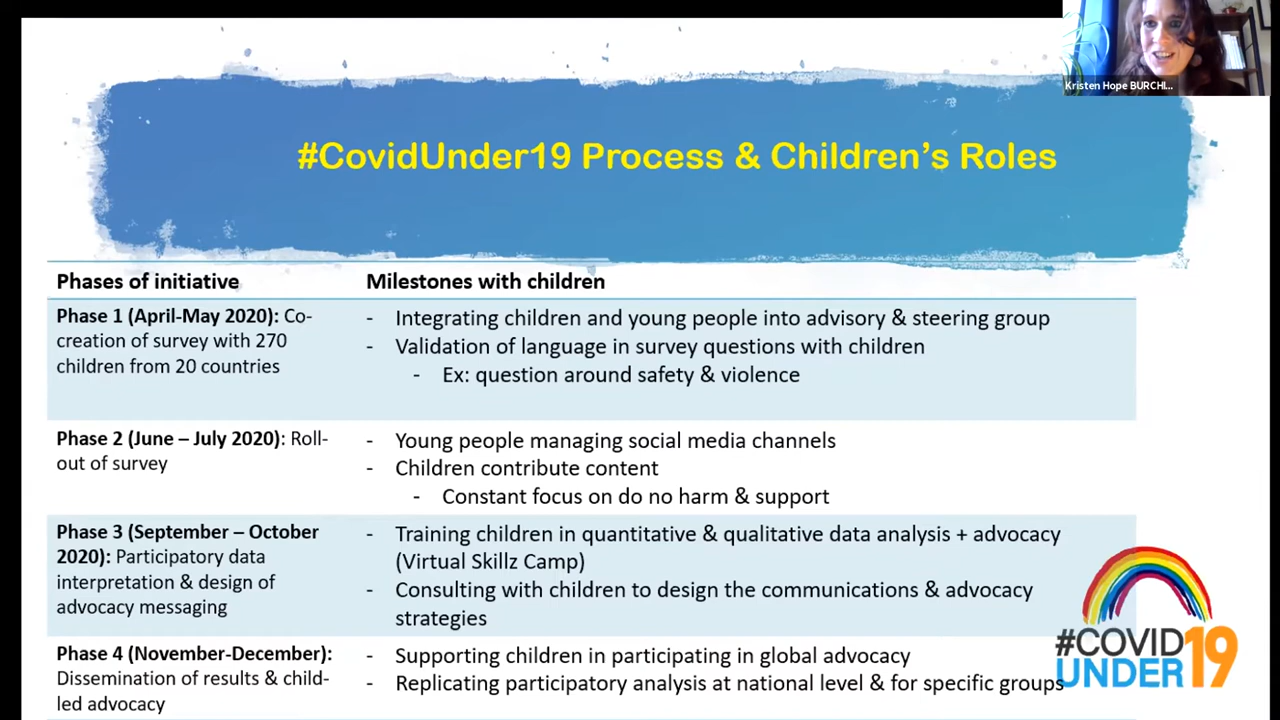 Kristen Hope BURCHI...
#CovidUnder19 Process & Children's Roles
Phases of initiative
Milestones with children
Phase 1 (April-May 2020): Co-
creation of survey with 270
children from 20 countries
- Integrating children and young people into advisory & steering group
- Validation of language in survey questions with children
- Ex: question around safety & violence
Phase 2 (June – July 2020): Roll-
out of survey
- Young people managing social media channels
- Children contribute content
- Constant focus on do no harm & support
Phase 3 (September – October
2020): Participatory data
interpretation & design of
advocacy messaging
- Training children in quantitative & qualitative data analysis + advocacy
(Virtual Skillz Camp)
- Consulting with children to design the communications & advocacy
strategies
Phase 4 (November-December):
Dissemination of results & child-
led advocacy
- Supporting children in participating in global advocacy
- Replicating participatory analysis at national level & for specific groups
#COVID
UNDER 19